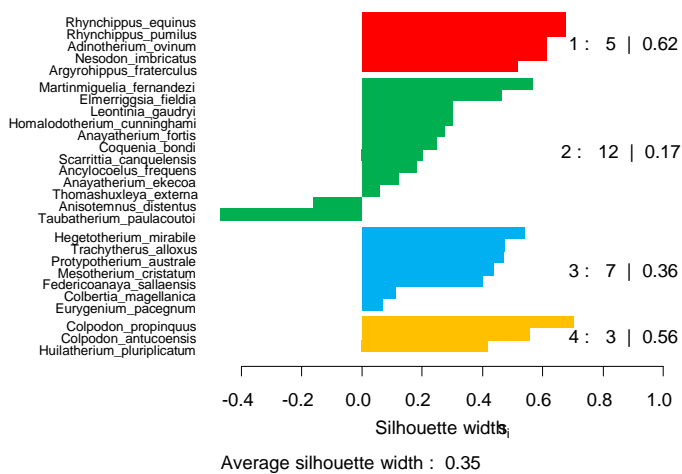 Rhynchippus_equinus
Rhynchippus_pumilus
Adinotherium_ovinum
Nesodon_imbricatus
Argyrohippus_fraterculus
1 : 5 | 0.62
Martinmiguelia_fernandezi
Elmerriggsia_fieldia
Leontinia_gaudryi
Homalodotherium_cunninghami
Anayatherium_fortis
Coquenia_bondi
Scarrittia_canquelensis
Ancylocoelus_frequens
Anayatherium_ekecoa
Thomashuxleya_externa
Anisotemnus_distentus
Taubatherium_paulacoutoi
2 : 12 | 0.17
Hegetotherium_mirabile
Trachytherus_alloxus
Protypotherium_australe
Mesotherium_cristatum
Federicoanaya_sallaensis
Colbertia_magellanica
Eurygenium_pacegnum
3 : 7 | 0.36
Colpodon_propinquus
Colpodon_antucoensis
Huilatherium_pluriplicatum
4 : 3 | 0.56
-0.4 -0.2 0.0 0.2 0.4 0.6 0.8 1.0
Silhouette width si
Average silhouette width : 0.35